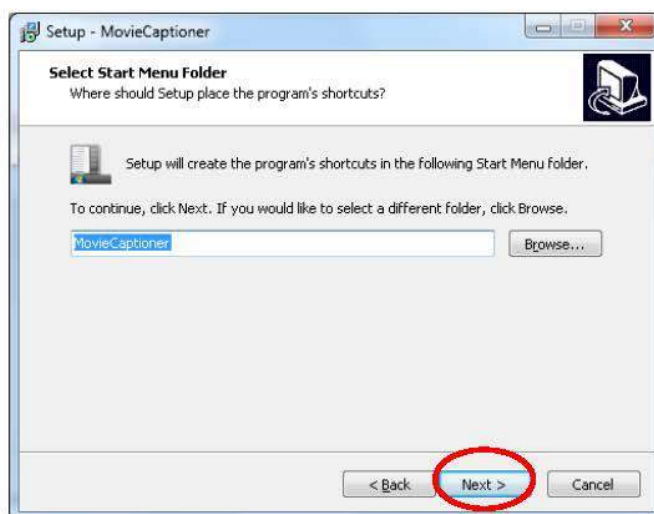 Setup - MovieCaptioner
Select Start Menu Folder
Where should Setup place the program's shortcuts?
Setup will create the program's shortcuts in the following Start Menu folder.
To continue, click Next. If you would like to select a different folder, click Browse.
MovieCaptioner
Browse...
< Back
Next >
Cancel